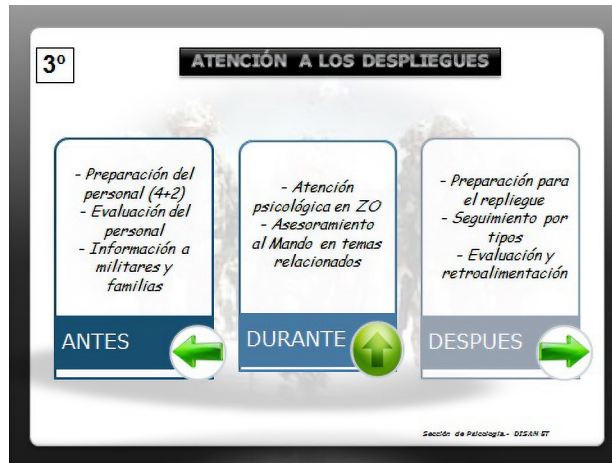 3º
ATENCIÓN A LOS DESPLIEGUES
- Preparación del
personal (4+2)
- Evaluación del
personal
- Información a
militares y
familias
ANTES
- Atención
psicológica en ZO
- Asesoramiento
al Mando en temas
relacionados
DURANTE
- Preparación para
el repliegue
- Seguimiento por
tipos
- Evaluación y
retroalimentación
DESPUES
Sección de Psicología.- DISAN ET